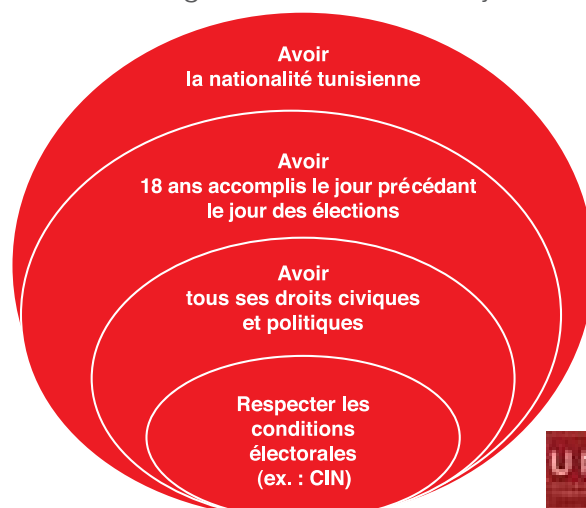 Avoir
la nationalité tunisienne
Avoir
18 ans accomplis le jour précédant
le jour des élections
Avoir
tous ses droits civiques
et politiques
Respecter les
conditions
électorales
(ex. : CIN)